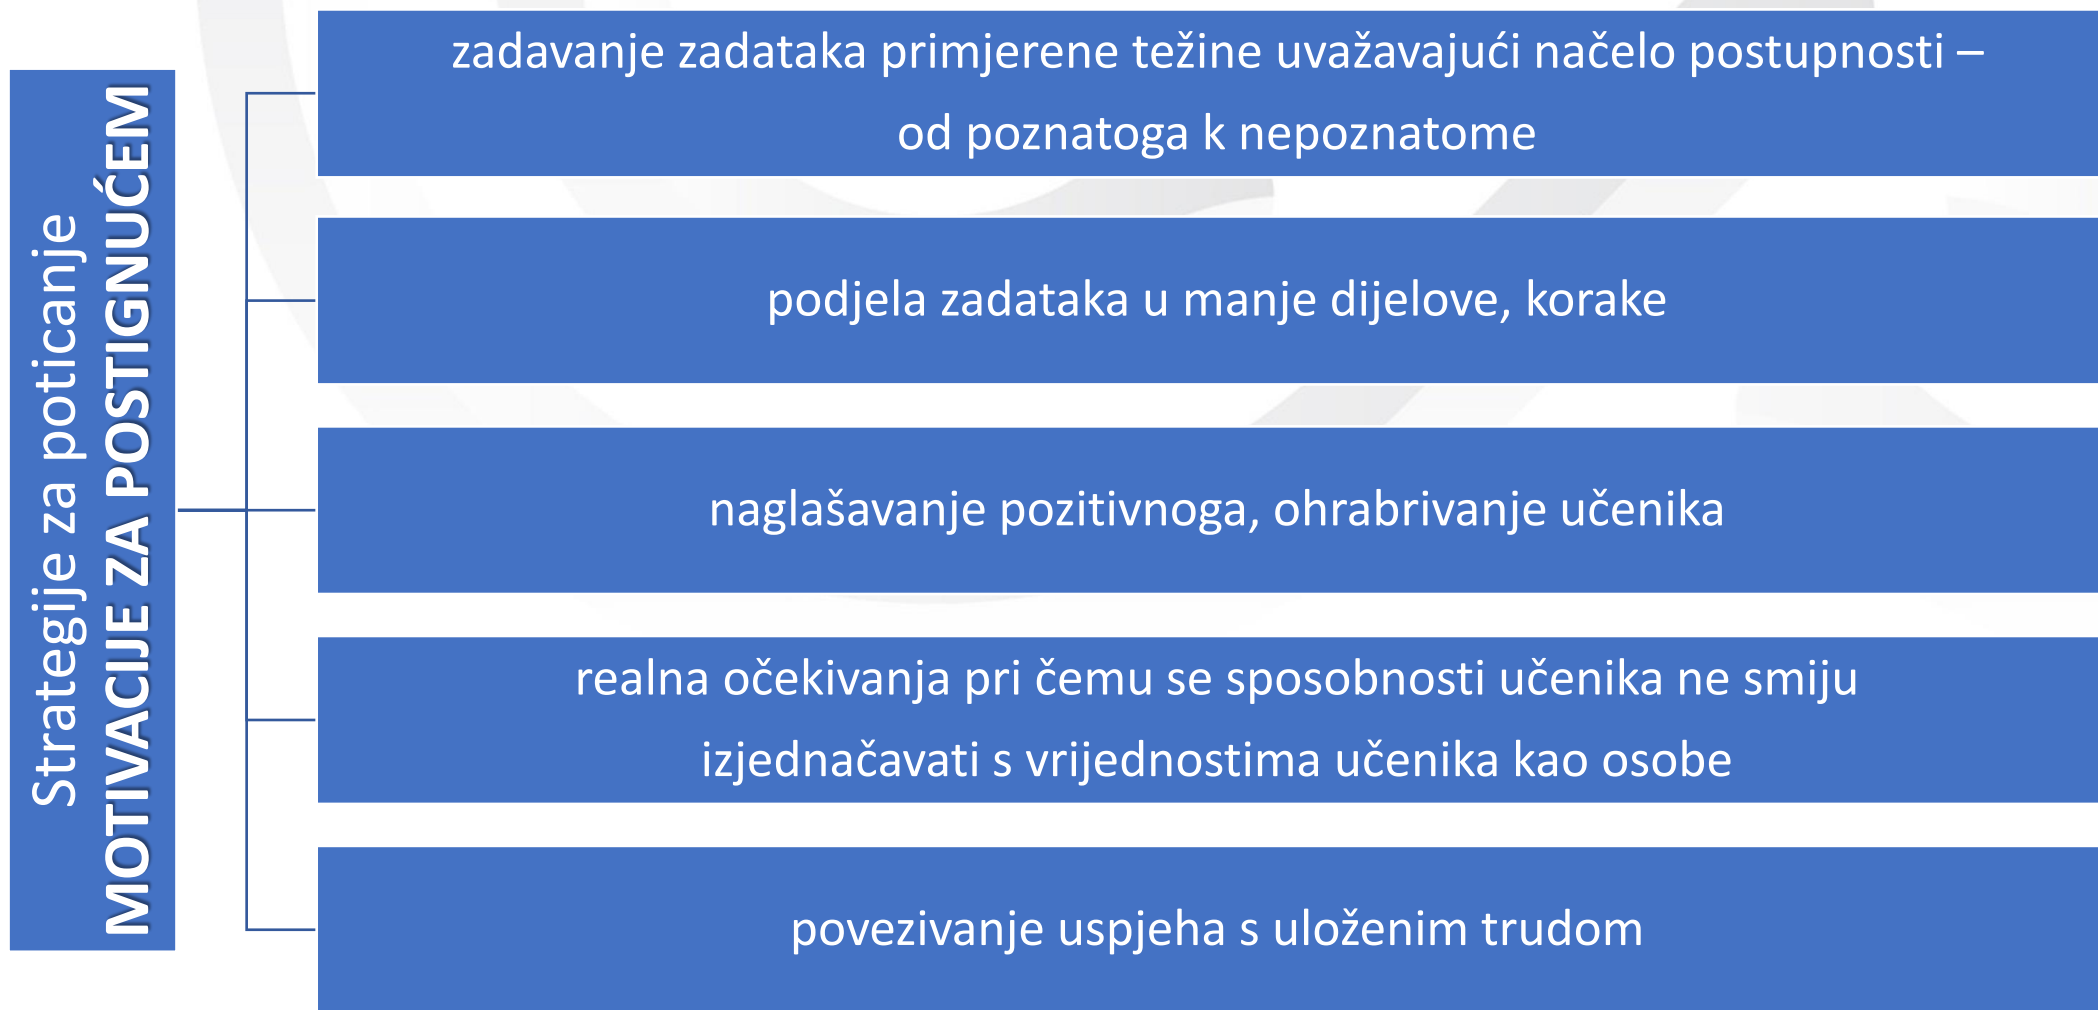 Strategije za poticanje
MOTIVACIJE ZA POSTIGNUĆEM
zadavanje zadataka primjerene težine uvažavajući načelo postupnosti –
od poznatoga k nepoznatome
podjela zadataka u manje dijelove, korake
naglašavanje pozitivnoga, ohrabrivanje učenika
realna očekivanja pri čemu se sposobnosti učenika ne smiju
izjednačavati s vrijednostima učenika kao osobe
povezivanje uspjeha s uloženim trudom